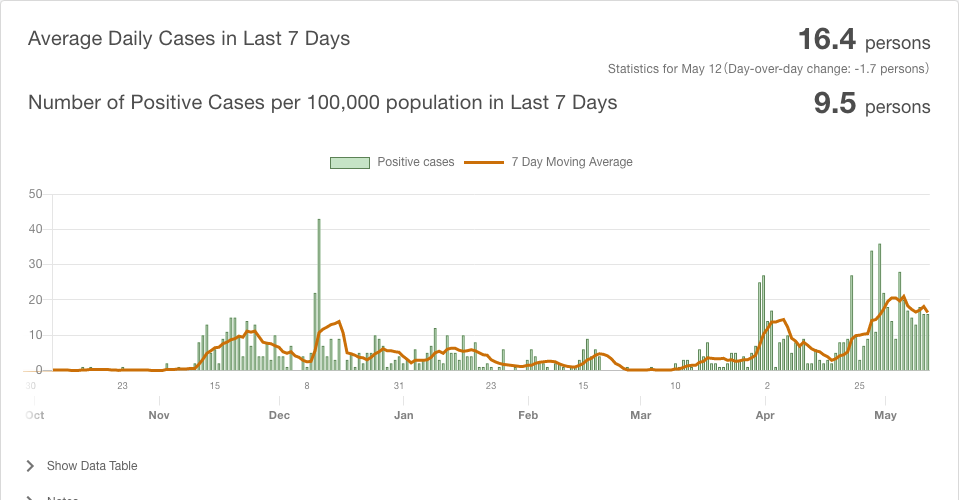 Average Daily Cases in Last 7 Days
16.4 persons
Statistics for May 12 (Day-over-day change: -1.7 persons)
Number of Positive Cases per 100,000 population in Last 7 Days
9.5 persons
Positive cases 7 Day Moving Average
50
40
30
20
10
0
30 23 15 8 31 23 15 10 2 25
Oct Nov Dec Jan Feb Mar Apr May
Show Data Table
Notes